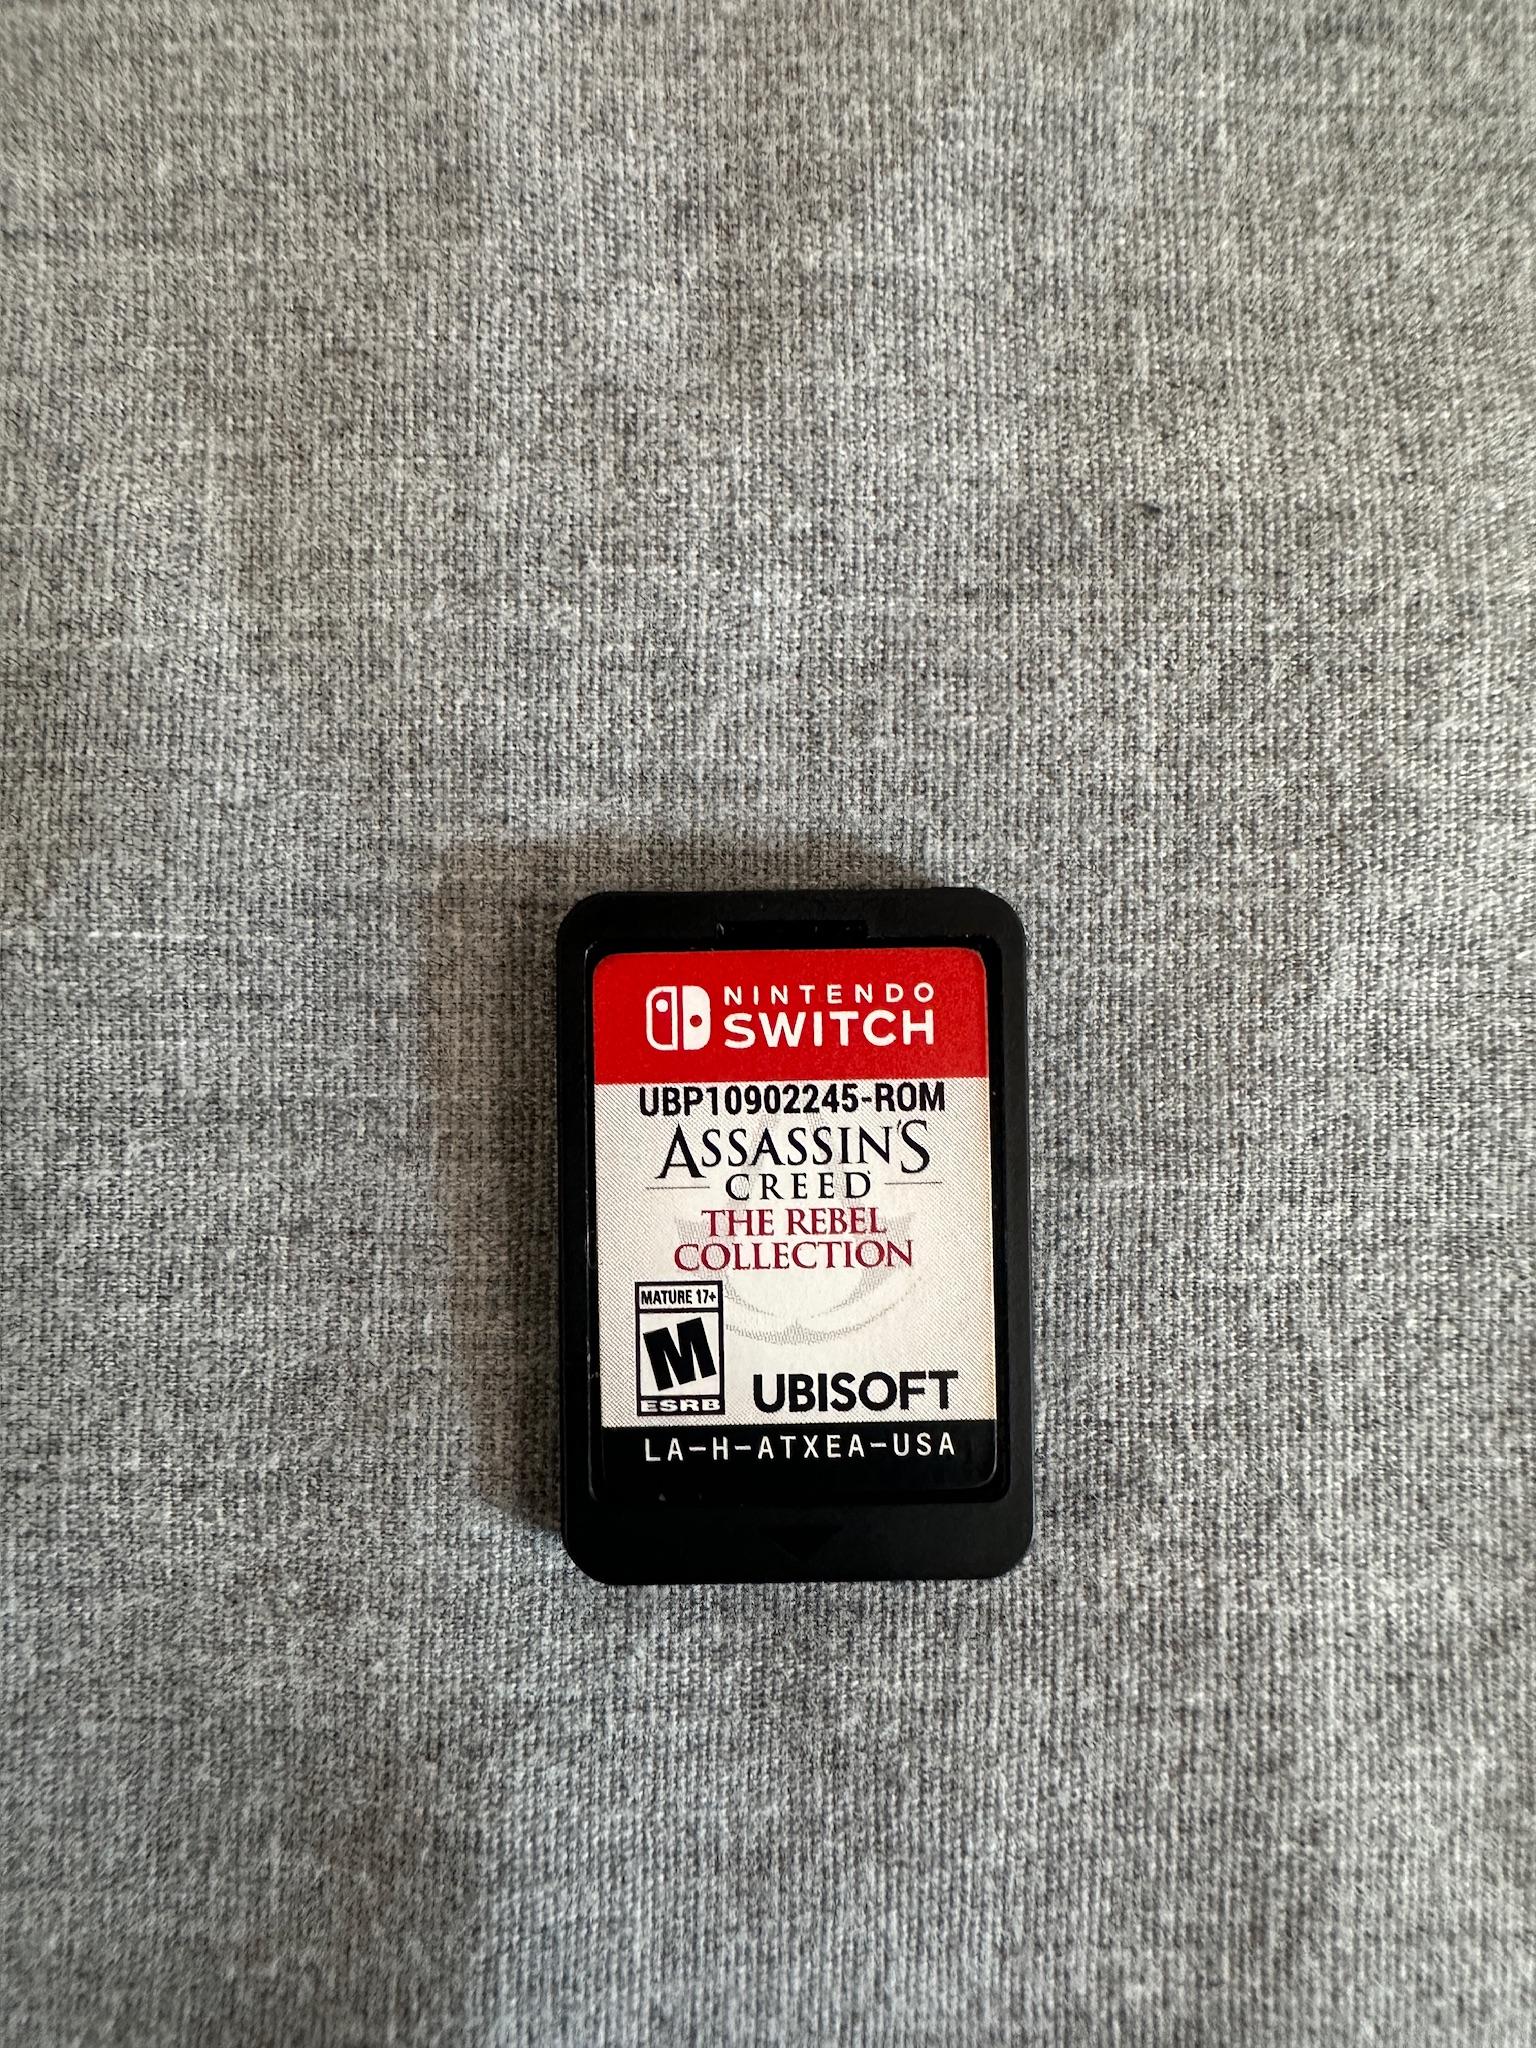 NINTENDO
SWITCH
UBP10902245-ROM
ASSASSIN'S
CREED
THE REBEL
COLLECTION
MATURE 17+
M
ESRB
UBISOFT
LA-H-ATXEA-USA